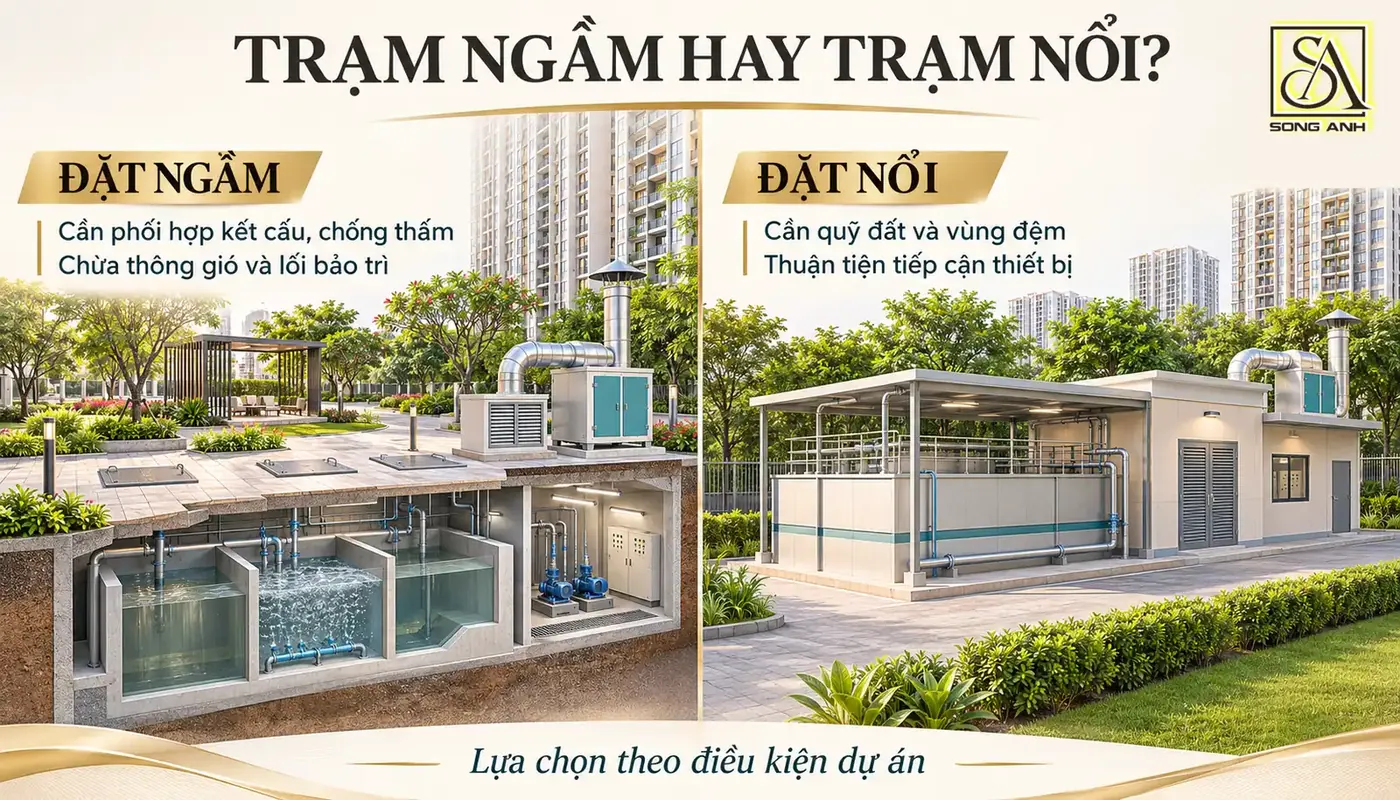 TRẠM NGẦM HAY TRẠM NỔI?
SA
SONG ANH
ĐẶT NGẦM
Cần phối hợp kết cấu, chống thấm
Chừa thông gió và lối bảo trì
ĐẶT NỔI
Cần quỹ đất và vùng đệm
Thuận tiện tiếp cận thiết bị
Lựa chọn theo điều kiện dự án